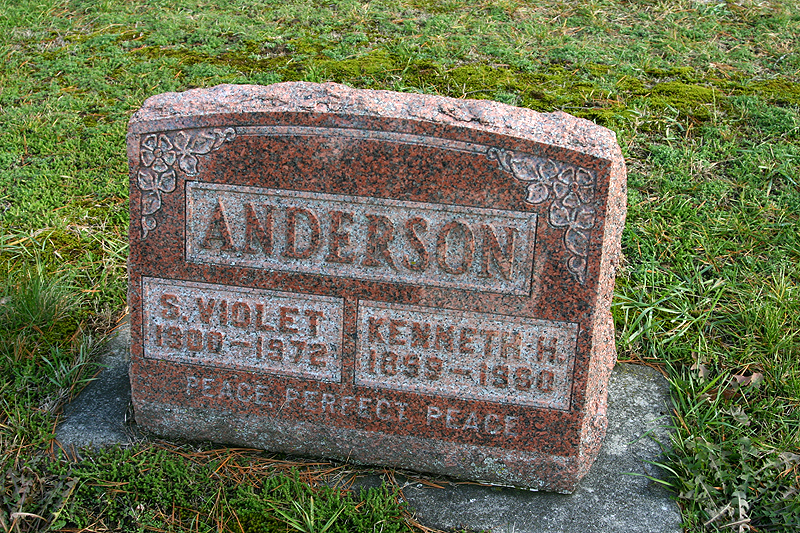 ANDERSON
S. VIOLET
1900-1972
KENNETH H.
1899-1980
PEACE PERFECT PEACE